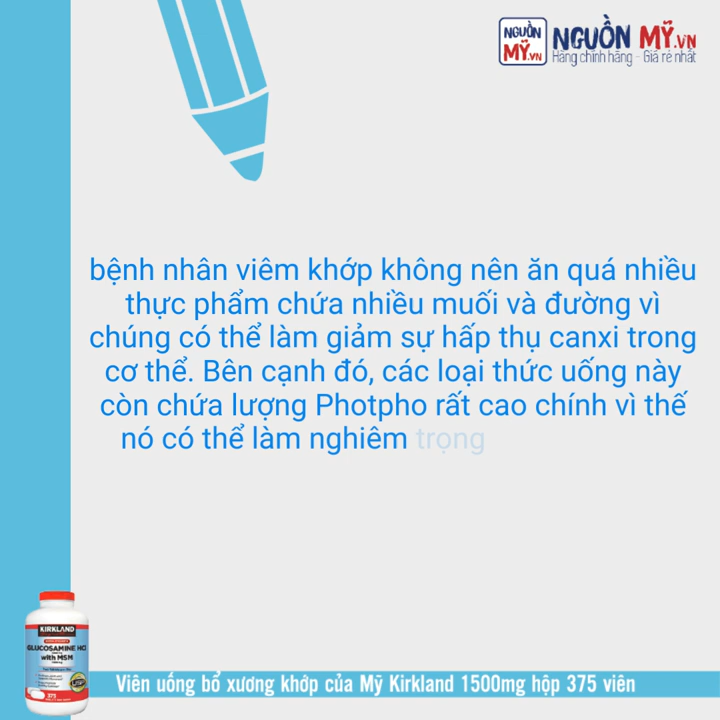 NGUỒN
MỸ.VN
NGUỒN MỸ.VN
Hàng chính hãng - Giá rẻ nhất
bệnh nhân viêm khớp không nên ăn quá nhiều
thực phẩm chứa nhiều muối và đường vì
chúng có thể làm giảm sự hấp thụ canxi trong
cơ thể. Bên cạnh đó, các loại thức uống này
còn chứa lượng Photpho rất cao chính vì thế
nó có thể làm nghiêm trọng
KIRKLAND
GLUCOSAMINE HCl
with MSM
375
Viên uống bổ xương khớp của Mỹ Kirkland 1500mg hộp 375 viên